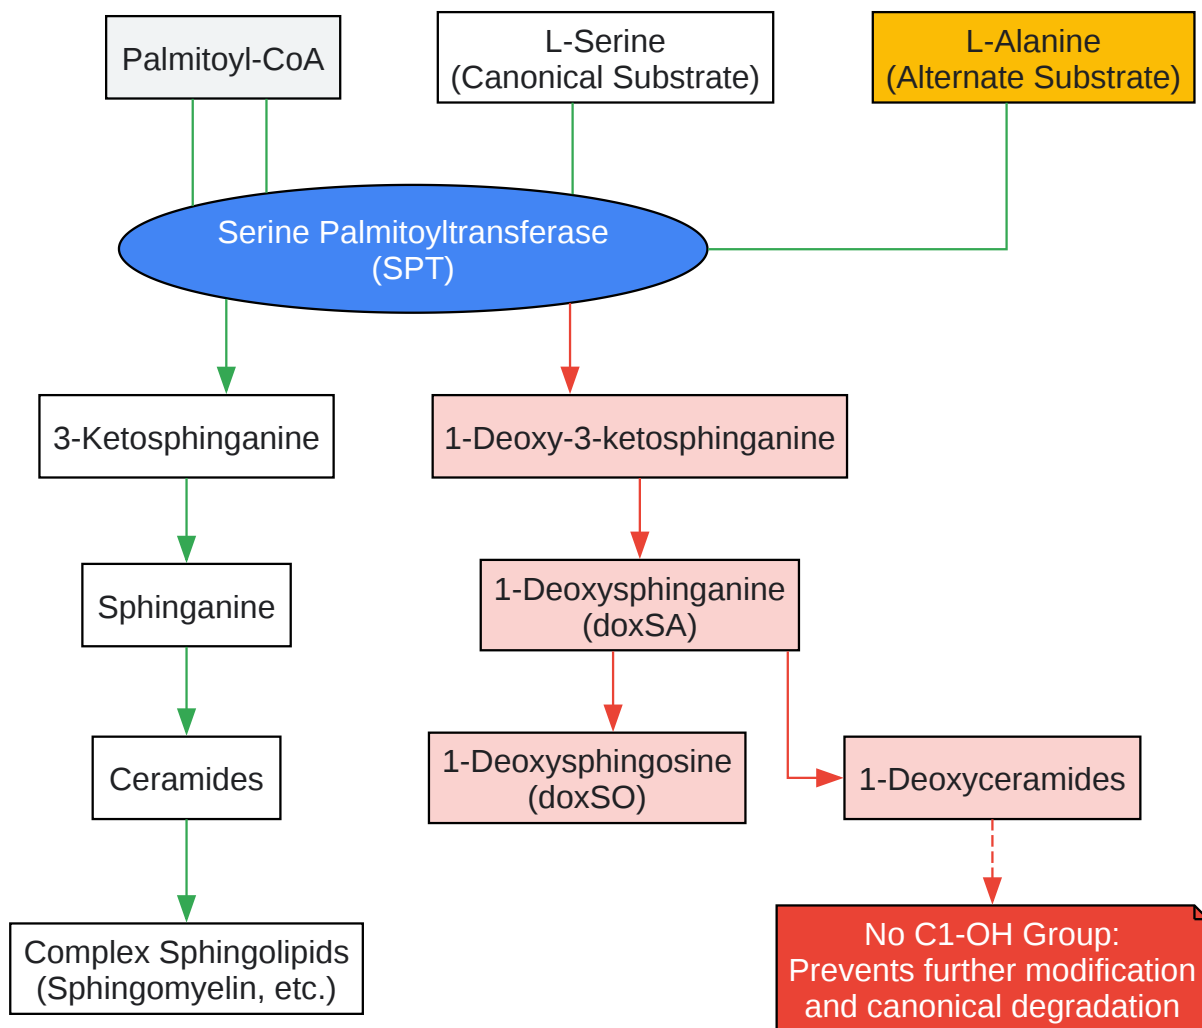 Palmitoyl-CoA
L-Serine
(Canonical Substrate)
L-Alanine
(Alternate Substrate)
Serine Palmitoyltransferase
(SPT)
3-Ketosphinganine
1-Deoxy-3-ketosphinganine
Sphinganine
1-Deoxysphinganine
(doxSA)
Ceramides
1-Deoxysphingosine
(doxSO)
1-Deoxyceramides
Complex Sphingolipids
(Sphingomyelin, etc.)
No C1-OH Group:
Prevents further modification
and canonical degradation